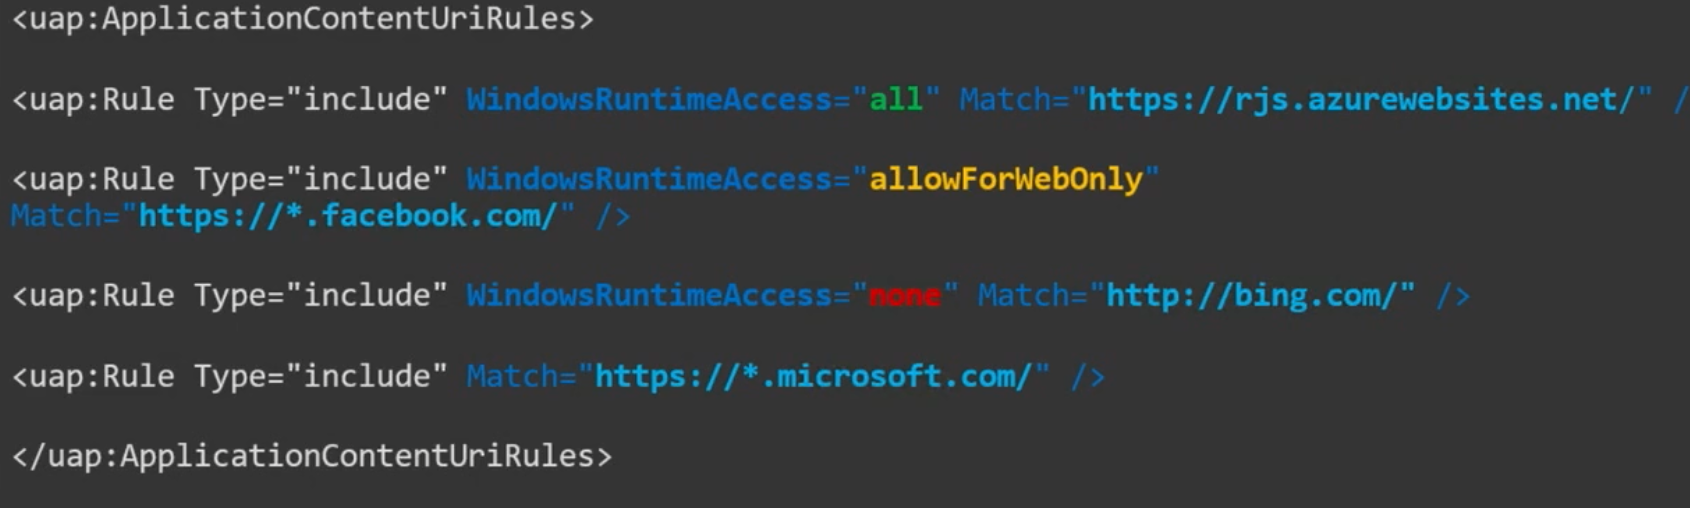 <uap:ApplicationContentUriRules>
<uap:Rule Type="include" WindowsRuntimeAccess="all" Match="https://rjs.azurewebsites.net/" /
<uap:Rule Type="include" WindowsRuntimeAccess="allowForWebOnly"
Match="https://*.facebook.com/" />
<uap:Rule Type="include" WindowsRuntimeAccess="none" Match="http://bing.com/" />
<uap:Rule Type="include" Match="https://*.microsoft.com/" />
</uap:ApplicationContentUriRules>